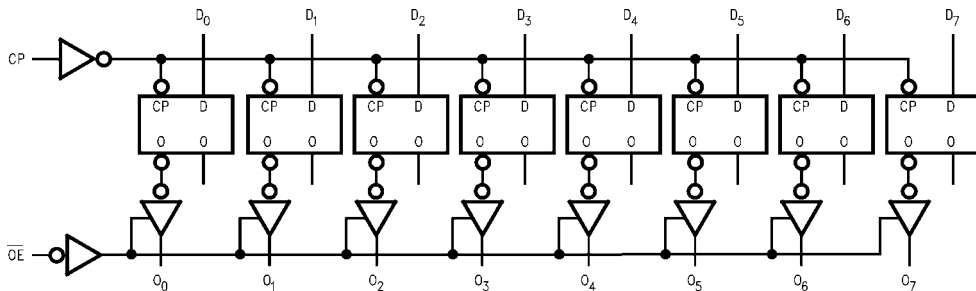 D0 D1 D2 D3 D4 D5 D6 D7
CP
CP D CP D CP D CP D CP D CP D CP D CP D
O O O O O O O O O O O O O O O O
OE
O0 O1 O2 O3 O4 O5 O6 O7